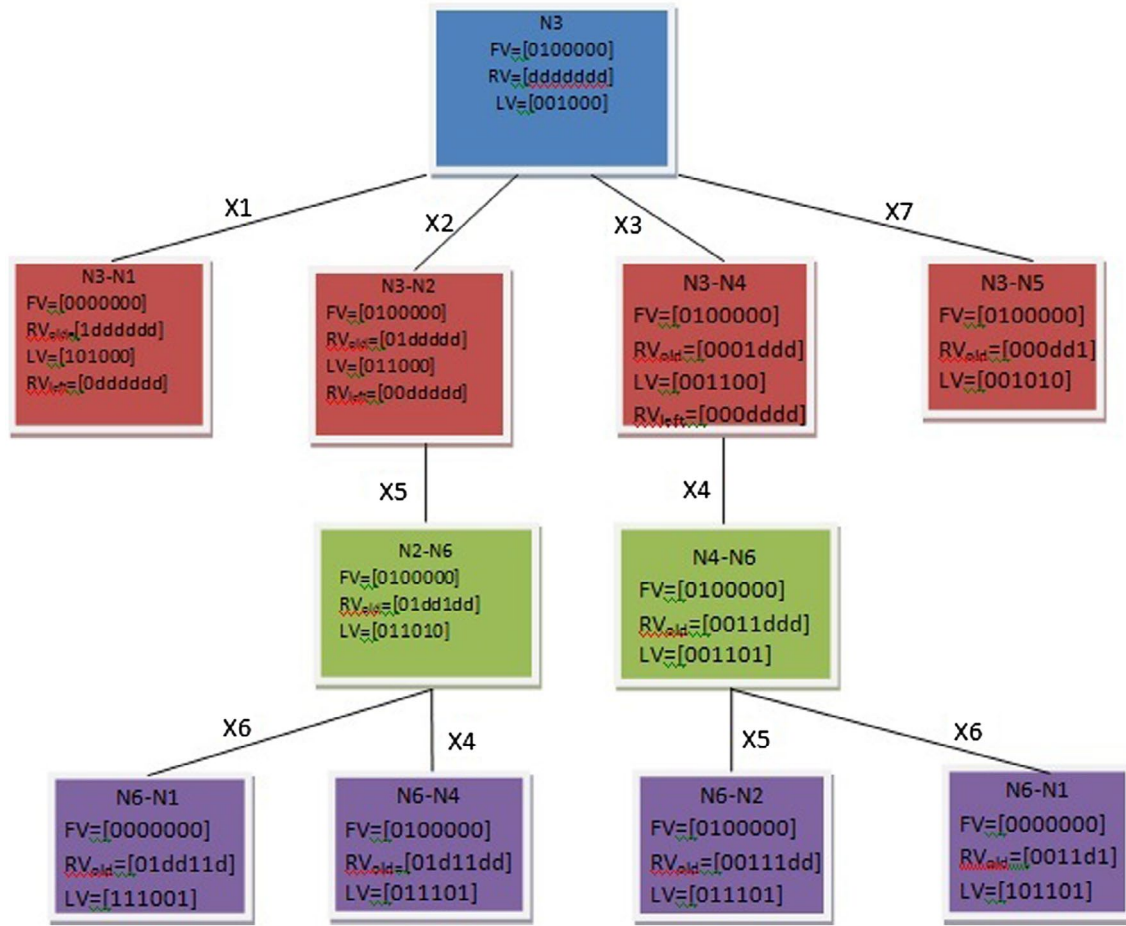 N3
FV=[0100000]
RV=[ddddddd]
LV=[001000]
X1
X2
X3
X7
N3-N1
FV=[0000000]
RVold=[1dddddd]
LV=[101000]
RVleft=[0dddddd]
N3-N2
FV=[0100000]
RVold=[01ddddd]
LV=[011000]
RVleft=[00ddddd]
N3-N4
FV=[0100000]
RVold=[0001ddd]
LV=[001100]
RVleft=[000dddd]
N3-N5
FV=[0100000]
RVold=[000dd1]
LV=[001010]
X5
X4
N2-N6
FV=[0100000]
RVold=[01dd1dd]
LV=[011010]
N4-N6
FV=[0100000]
RVold=[0011ddd]
LV=[001101]
X6
X4
X5
X6
N6-N1
FV=[0000000]
RVold=[01dd11d]
LV=[111001]
N6-N4
FV=[0100000]
RVold=[01d11dd]
LV=[011101]
N6-N2
FV=[0100000]
RVold=[00111dd]
LV=[011101]
N6-N1
FV=[0000000]
RVold=[0011d1]
LV=[101101]